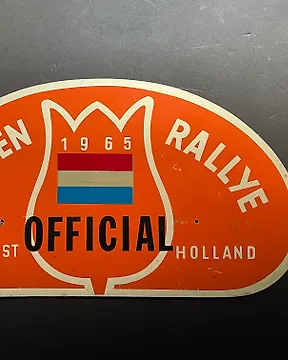 EN RALLYE
1965
OFFICIAL
ST HOLLAND